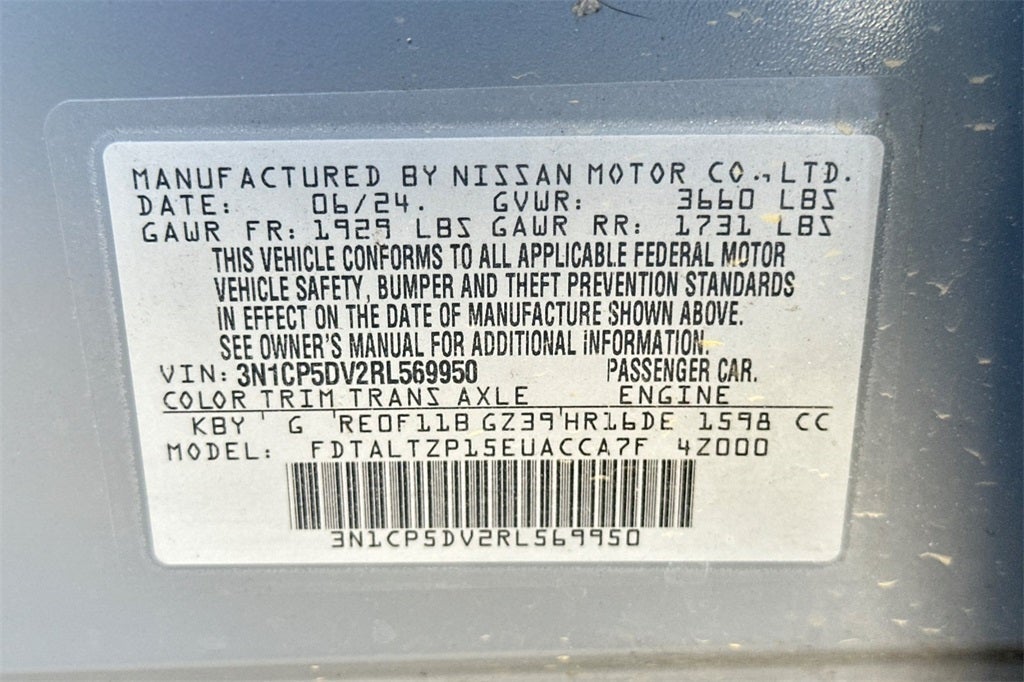 MANUFACTURED BY NISSAN MOTOR CO., LTD.
DATE: 06/24. GVWR: 3660 LBS
GAWR FR: 1929 LBS GAWR RR: 1731 LBS
THIS VEHICLE CONFORMS TO ALL APPLICABLE FEDERAL MOTOR
VEHICLE SAFETY, BUMPER AND THEFT PREVENTION STANDARDS
IN EFFECT ON THE DATE OF MANUFACTURE SHOWN ABOVE.
SEE OWNER'S MANUAL FOR ADDITIONAL INFORMATION.
VIN: 3N1CP5DV2RL569950 PASSENGER CAR.
COLOR TRIM TRANS AXLE ENGINE
KBY G RE0F11B GZ39 HR16DE 1598 CC
MODEL: FDTALTZP15EUACCA7F 4Z000
3N1CP5DV2RL569950